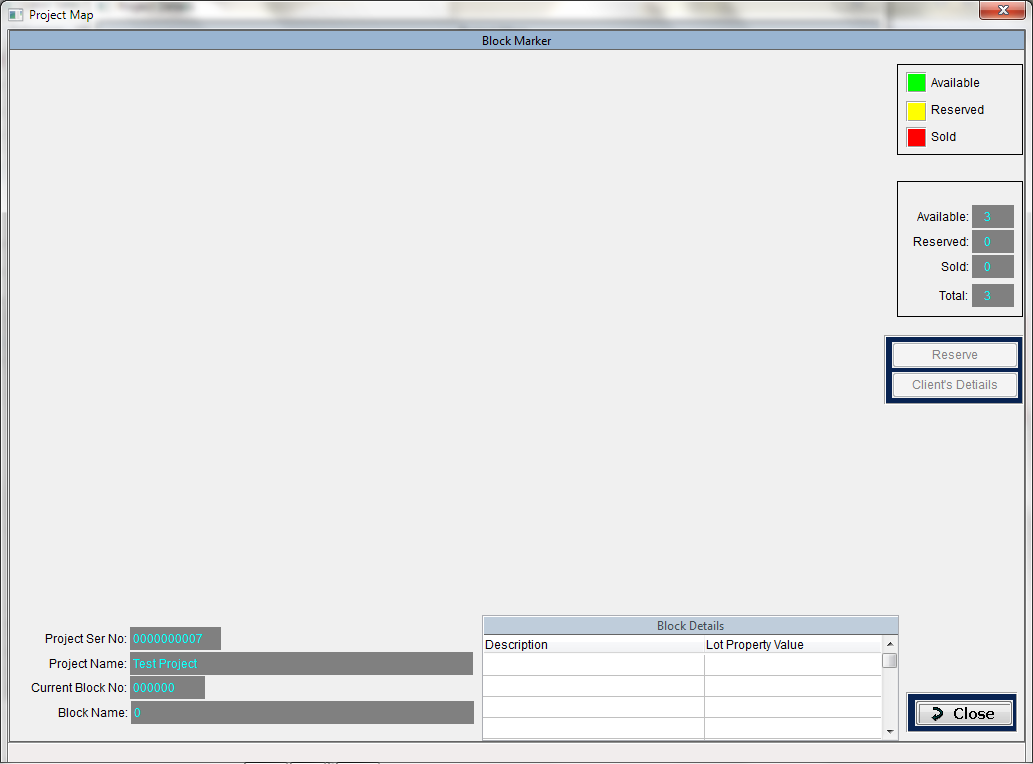 Project Map
Block Marker
Available
Reserved
Sold
Available: 3
Reserved: 0
Sold: 0
Total: 3
Reserve
Client's Detiails
Project Ser No: 0000000007
Project Name: Test Project
Current Block No: 000000
Block Name: 0
Block Details
Description Lot Property Value
Close